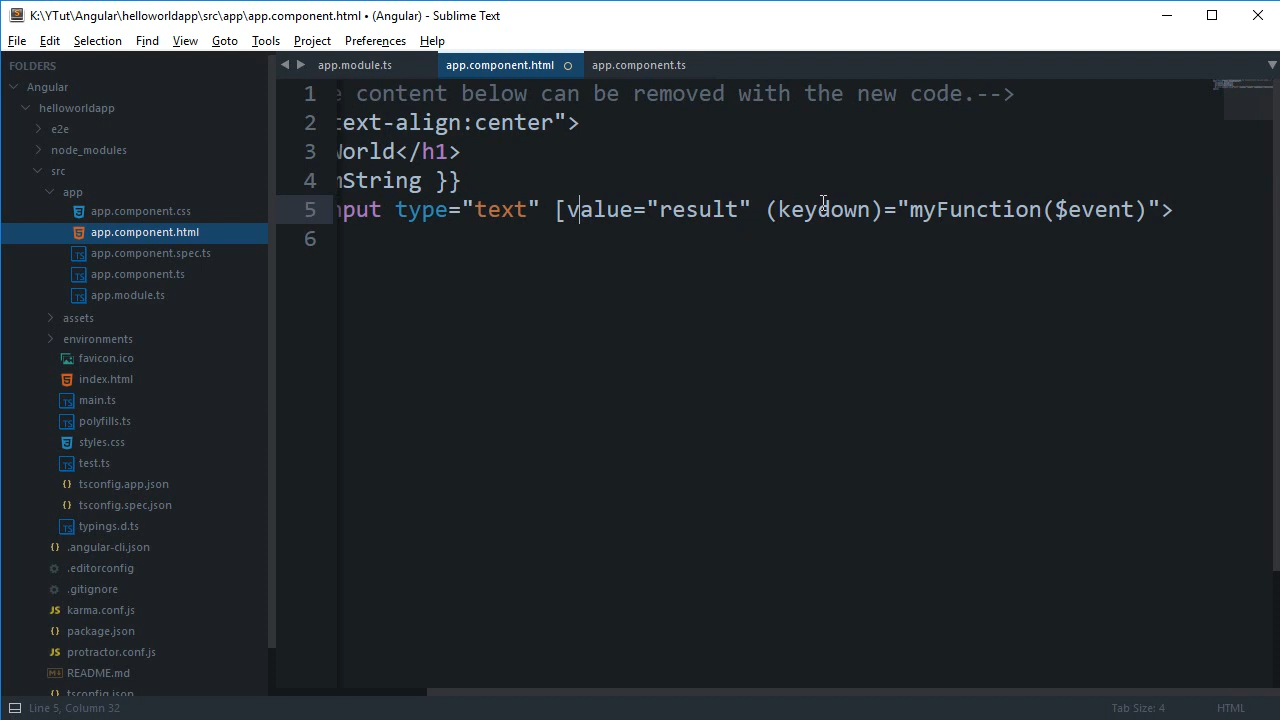 K:\YTut\Angular\helloworldapp\src\app\app.component.html • (Angular) - Sublime Text
File Edit Selection Find View Goto Tools Project Preferences Help
FOLDERS
Angular
helloworldapp
e2e
node_modules
src
app
app.component.css
app.component.html
app.component.spec.ts
app.component.ts
app.module.ts
assets
environments
favicon.ico
index.html
main.ts
polyfills.ts
styles.css
test.ts
tsconfig.app.json
tsconfig.spec.json
typings.d.ts
.angular-cli.json
.editorconfig
.gitignore
karma.conf.js
package.json
protractor.conf.js
README.md
tsconfig.json
app.module.ts app.component.html app.component.ts
1 e content below can be removed with the new code.-->
2 text-align:center">
3 World</h1>
4 mString }}
5 nput type="text" [value="result" (keydown)="myFunction($event)">
6
Line 5, Column 32 Tab Size: 4 HTML